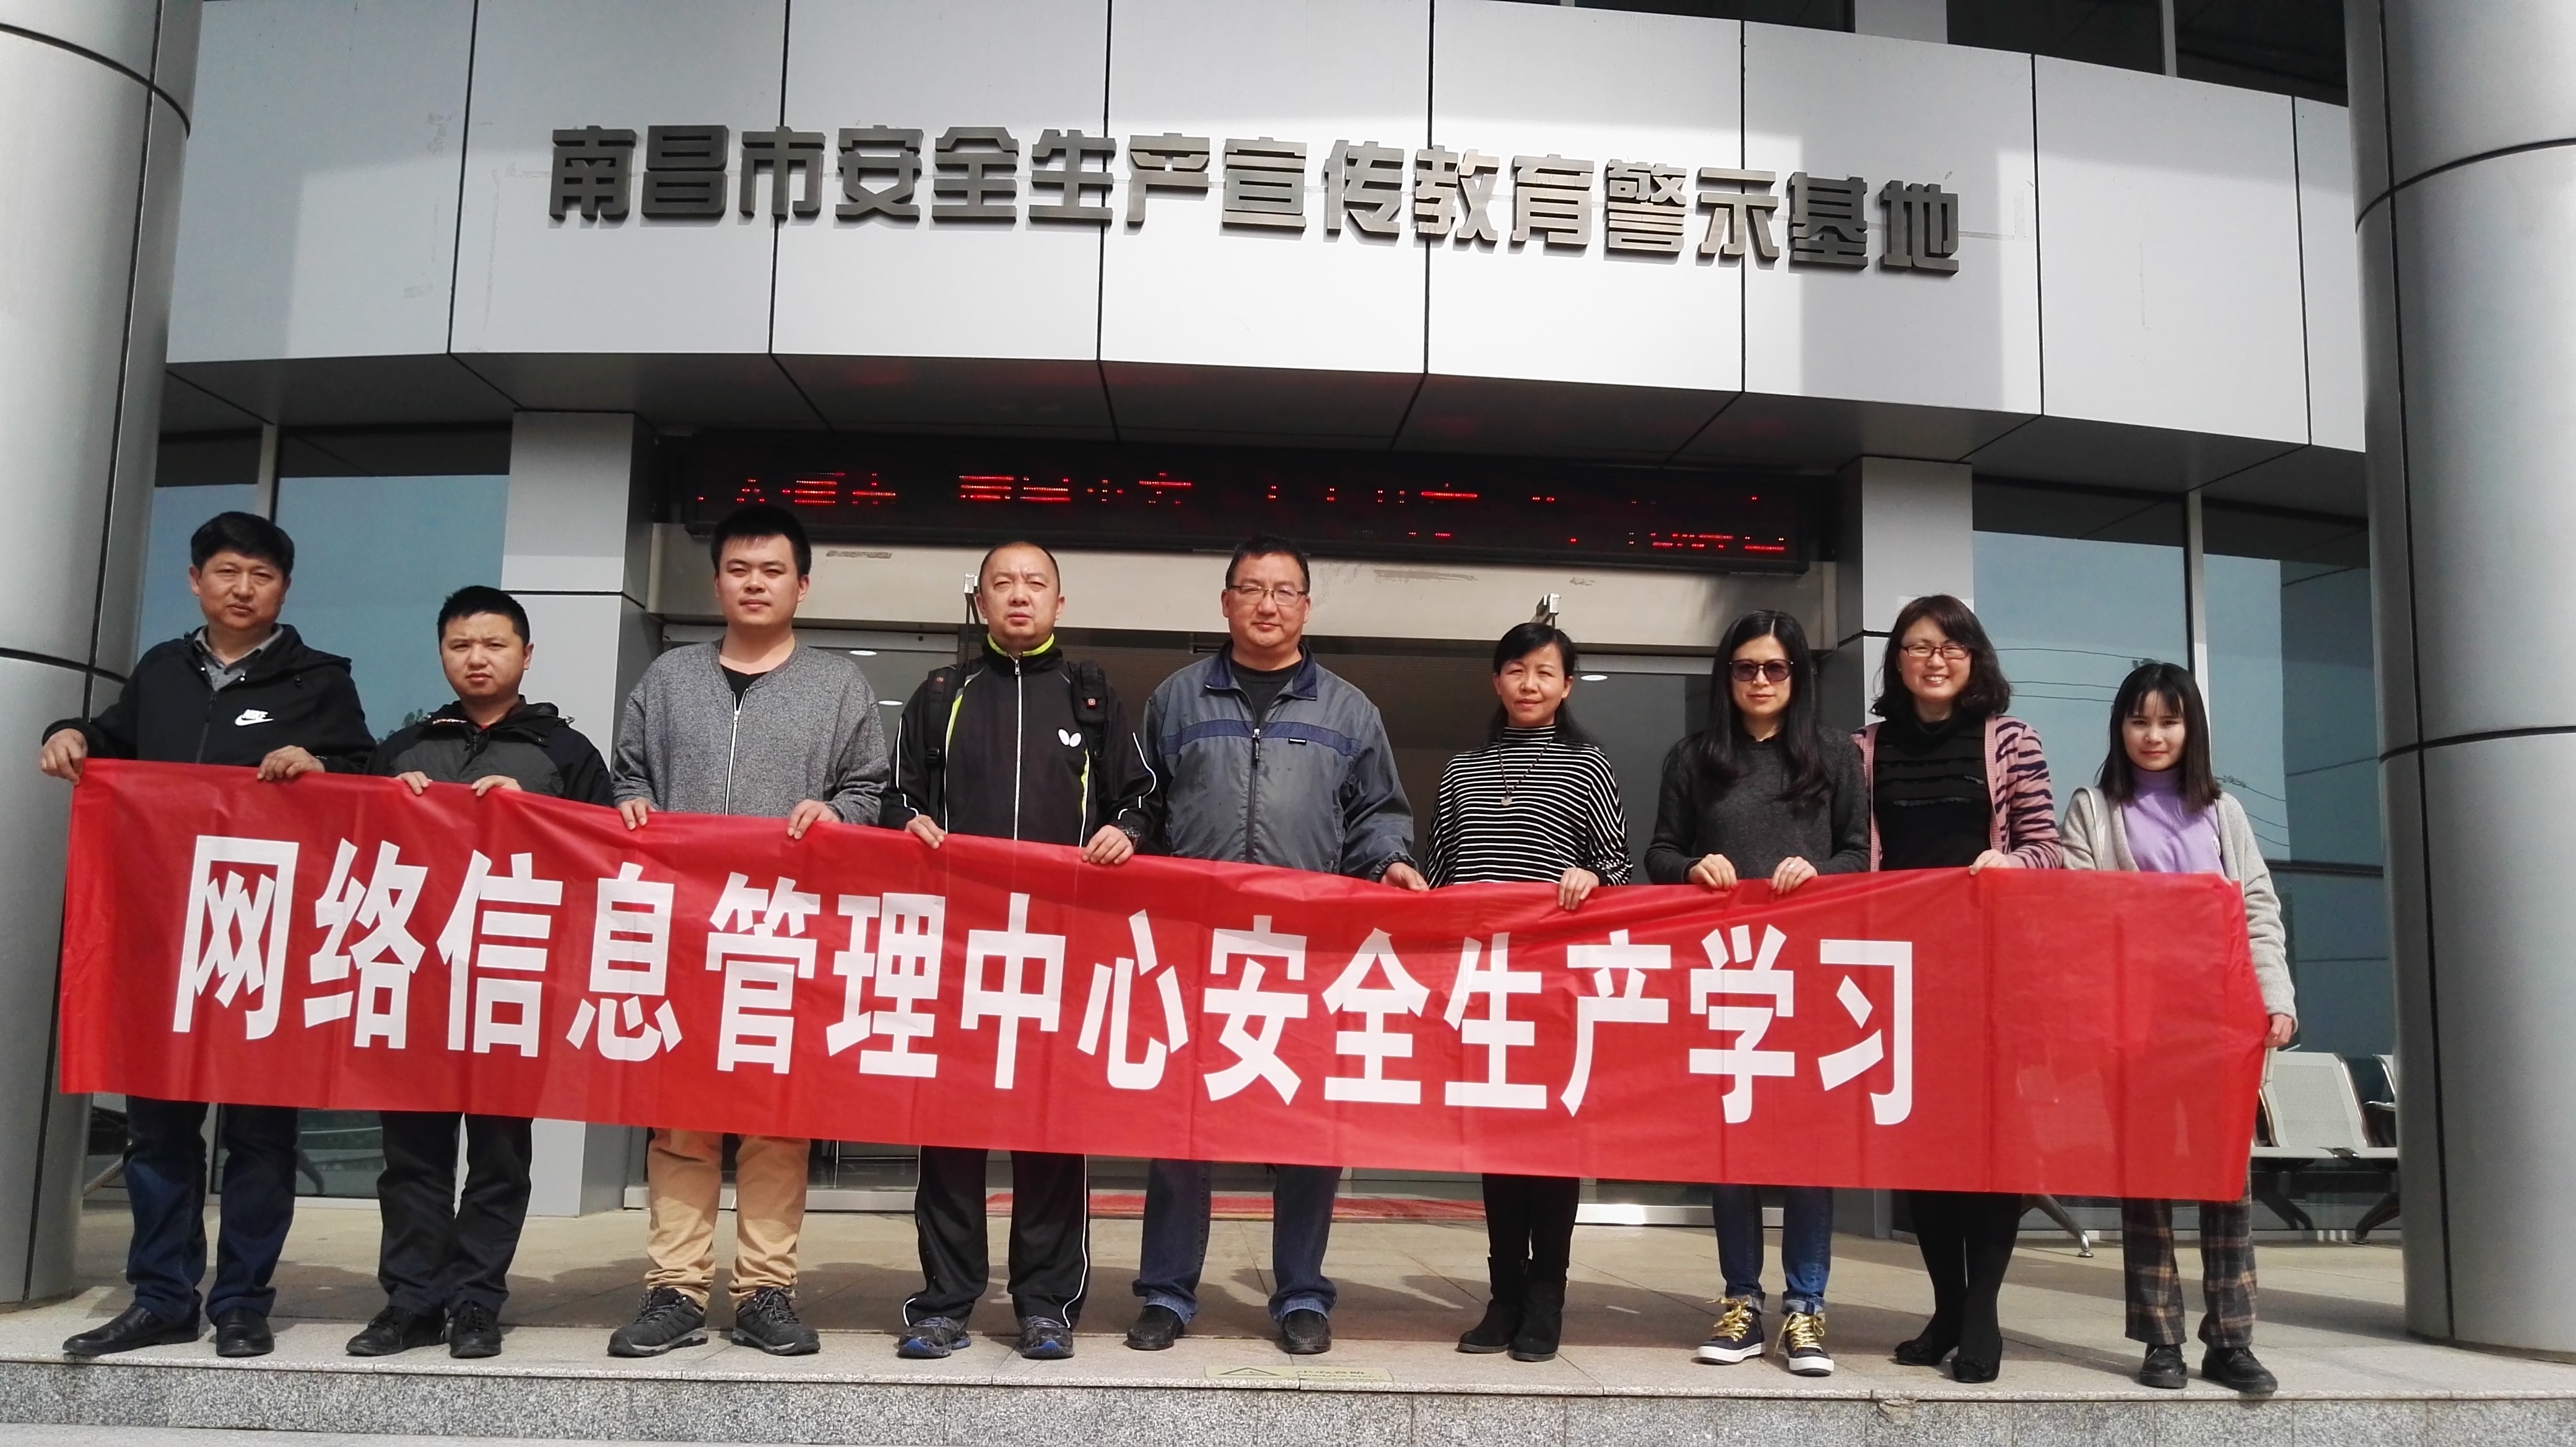 南昌市安全生产宣传教育警示基地
网络信息管理中心安全生产学习